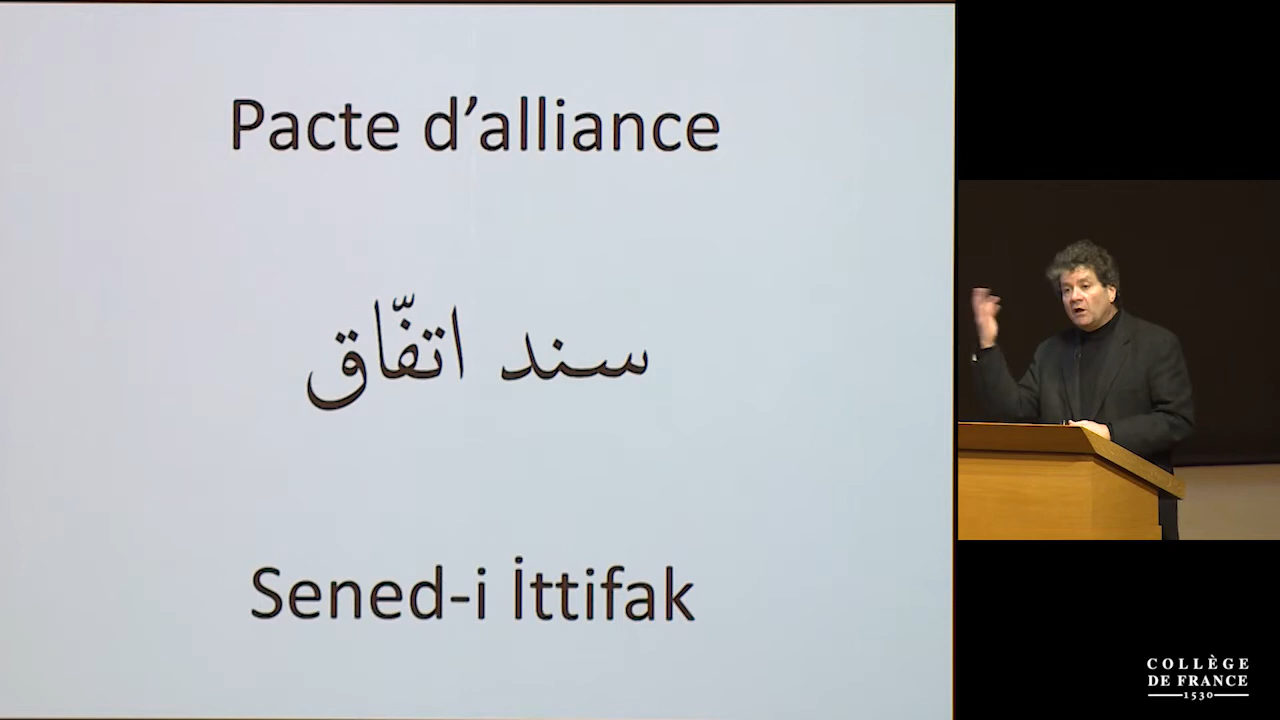 Pacte d’alliance
سند اتفّاق
Sened-i İttifak
COLLÈGE
DE FRANCE
1530